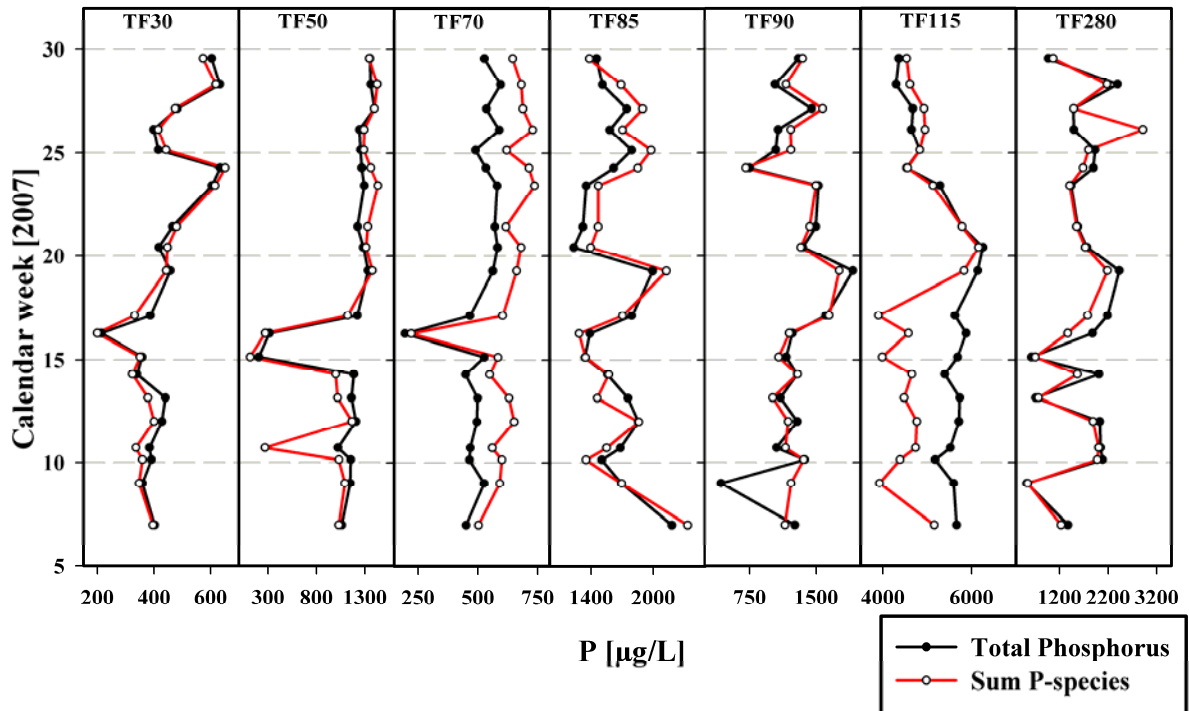 TF30 TF50 TF70 TF85 TF90 TF115 TF280
30
25
20
15
10
5
Calendar week [2007]
200 400 600 300 800 1300 250 500 750 1400 2000 750 1500 4000 6000 1200 2200 3200
P [µg/L]
Total Phosphorus
Sum P-species